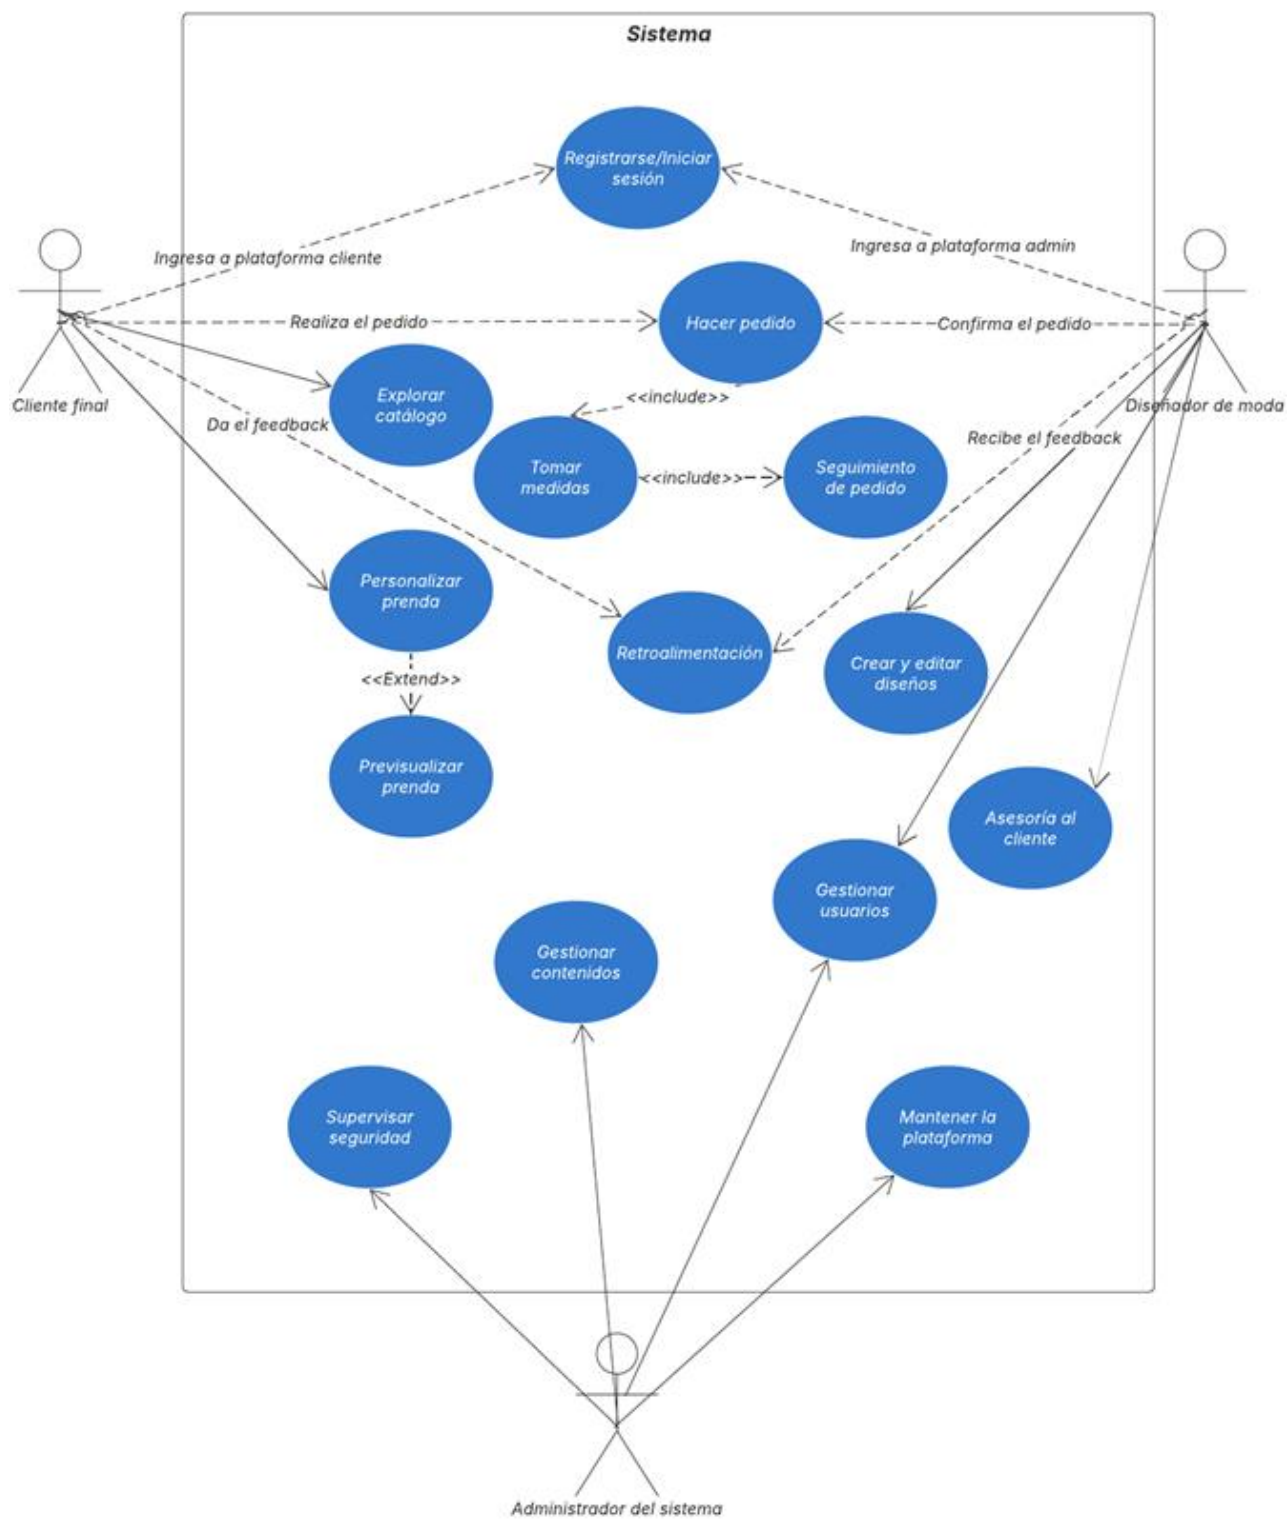 Sistema
Registrarse/Iniciar
sesión
Ingresa a plataforma cliente
Ingresa a plataforma admin
Realiza el pedido
Hacer pedido
Confirma el pedido
Cliente final
Explorar
catálogo
<<include>>
Diseñador de moda
Da el feedback
Recibe el feedback
Tomar
medidas
<<include>>
Seguimiento
de pedido
Personalizar
prenda
<<Extend>>
Retroalimentación
Crear y editar
diseños
Previsualizar
prenda
Asesoría al
cliente
Gestionar
usuarios
Gestionar
contenidos
Supervisar
seguridad
Mantener la
plataforma
Administrador del sistema